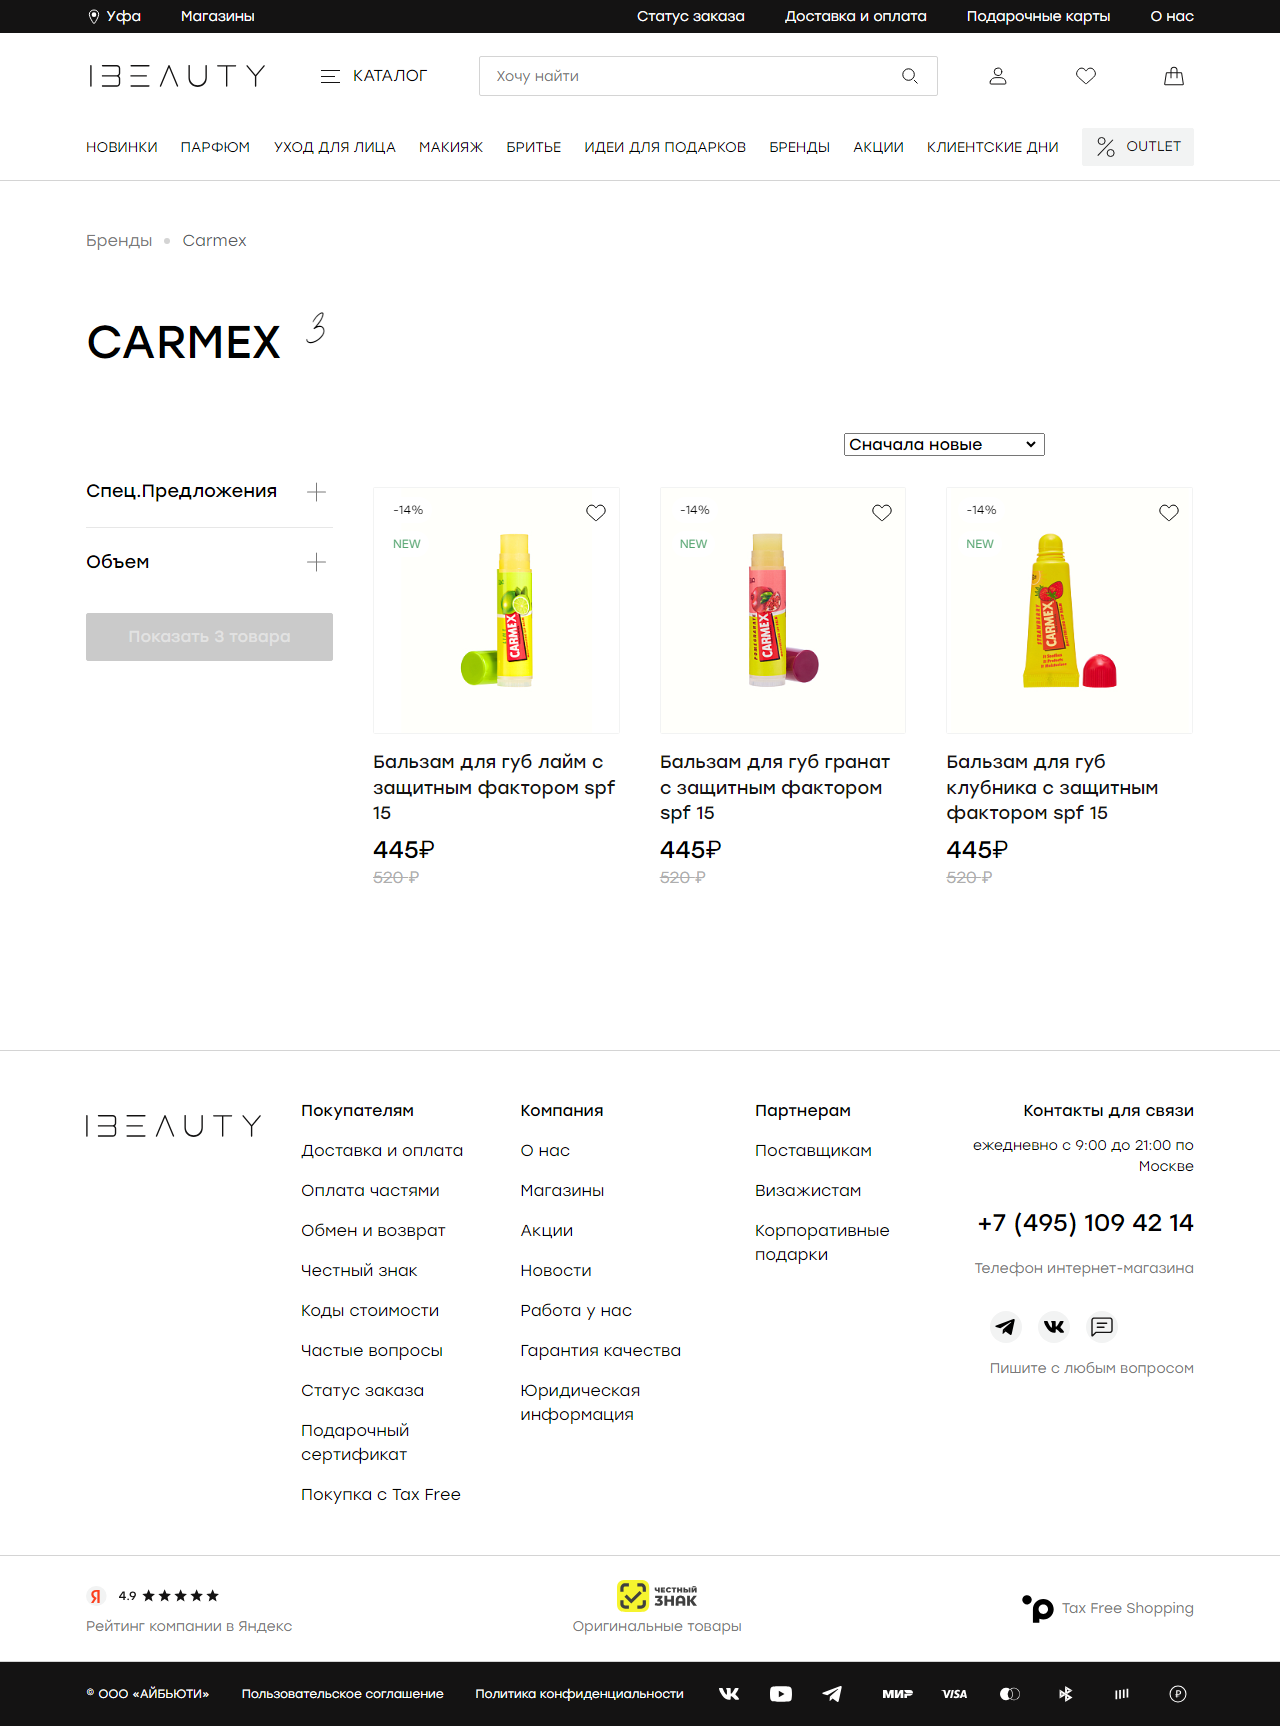 Уфа Магазины Статус заказа Доставка и оплата Подарочные карты О нас
IBEAUTY КАТАЛОГ Хочу найти
НОВИНКИ ПАРФЮМ УХОД ДЛЯ ЛИЦА МАКИЯЖ БРИТЬЕ ИДЕИ ДЛЯ ПОДАРКОВ БРЕНДЫ АКЦИИ КЛИЕНТСКИЕ ДНИ OUTLET
Бренды Carmex
CARMEX 3
Сначала новые
Спец.Предложения
Объем
Показать 3 товара
-14% -14% -14%
NEW NEW NEW
CARMEX CARMEX CARMEX
Бальзам для губ лайм с защитным фактором spf 15
445₽
520 ₽
Бальзам для губ гранат с защитным фактором spf 15
445₽
520 ₽
Бальзам для губ клубника с защитным фактором spf 15
445₽
520 ₽
IBEAUTY
Покупателям
Доставка и оплата
Оплата частями
Обмен и возврат
Честный знак
Коды стоимости
Частые вопросы
Статус заказа
Подарочный
сертификат
Покупка с Tax Free
Компания
О нас
Магазины
Акции
Новости
Работа у нас
Гарантия качества
Юридическая
информация
Партнерам
Поставщикам
Визажистам
Корпоративные
подарки
Контакты для связи
ежедневно с 9:00 до 21:00 по
Москве
+7 (495) 109 42 14
Телефон интернет-магазина
Пишите с любым вопросом
Я 4.9
Рейтинг компании в Яндекс
ЧЕСТНЫЙ
ЗНАК
Оригинальные товары
Tax Free Shopping
© ООО «АЙБЬЮТИ» Пользовательское соглашение Политика конфиденциальности МИР VISA